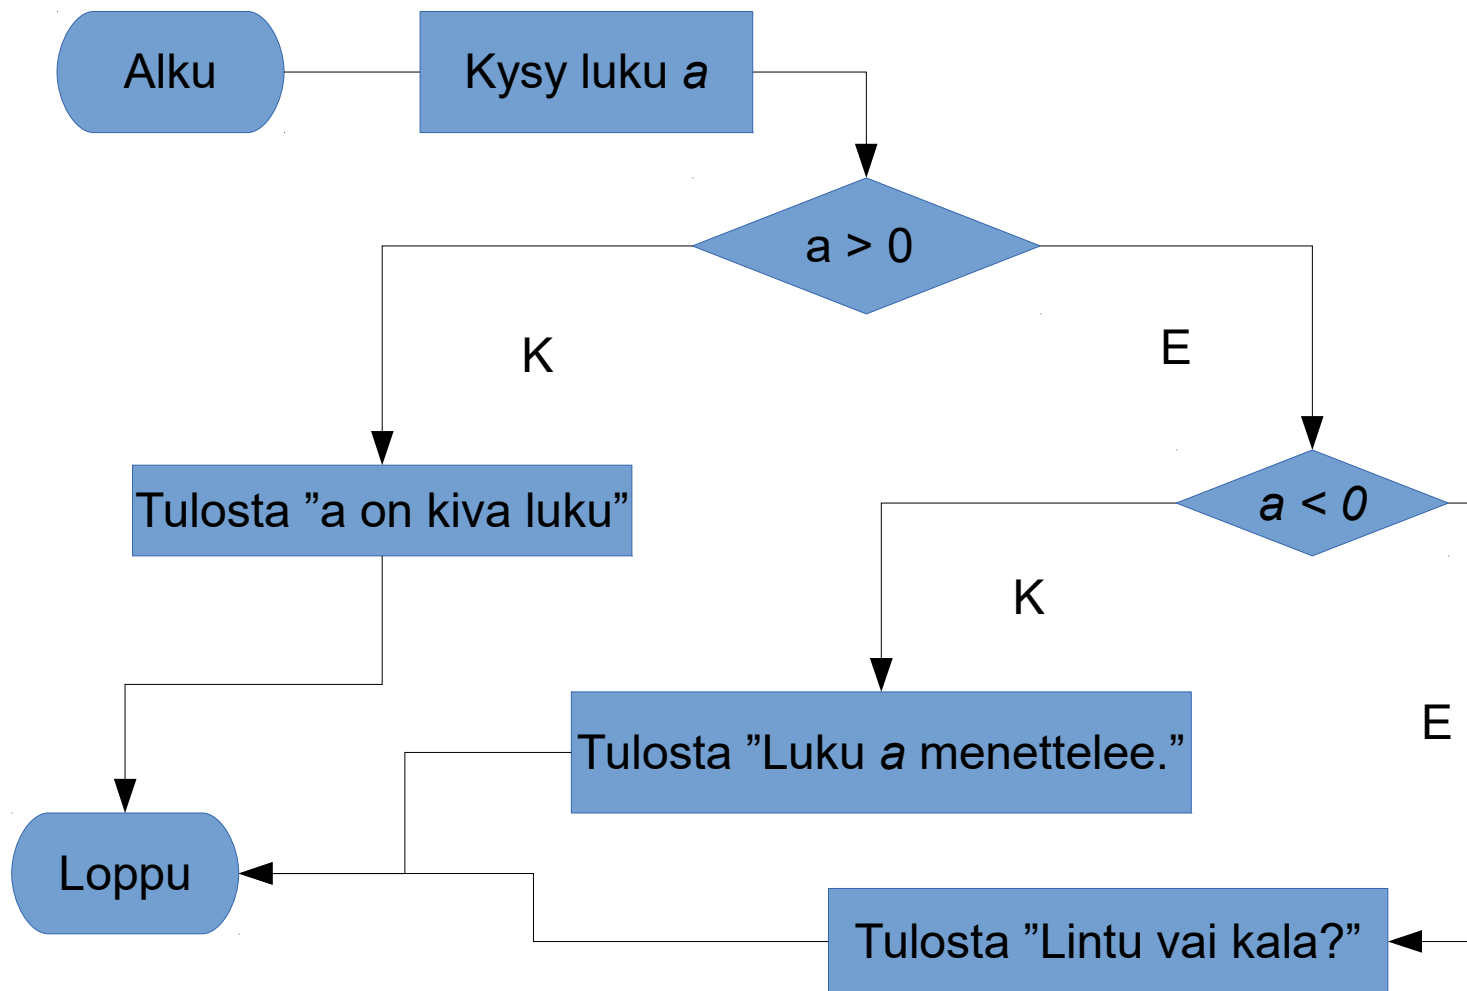 Alku
Kysy luku a
a > 0
K
E
Tulosta ”a on kiva luku”
a < 0
K
E
Tulosta ”Luku a menettelee.”
Loppu
Tulosta ”Lintu vai kala?”